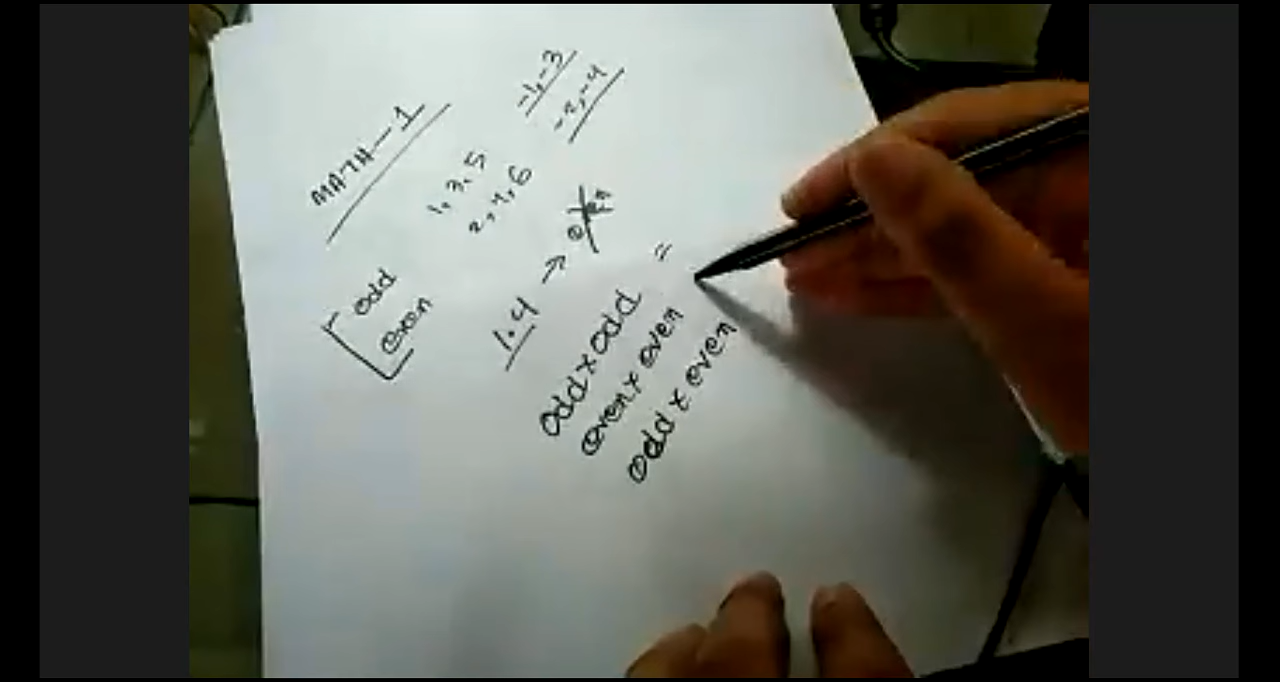 MATH-1
odd
even
1, 3, 5
2, 4, 6
-1, -3
-2, -4
1.4 → even
odd x odd =
even x even
odd x even